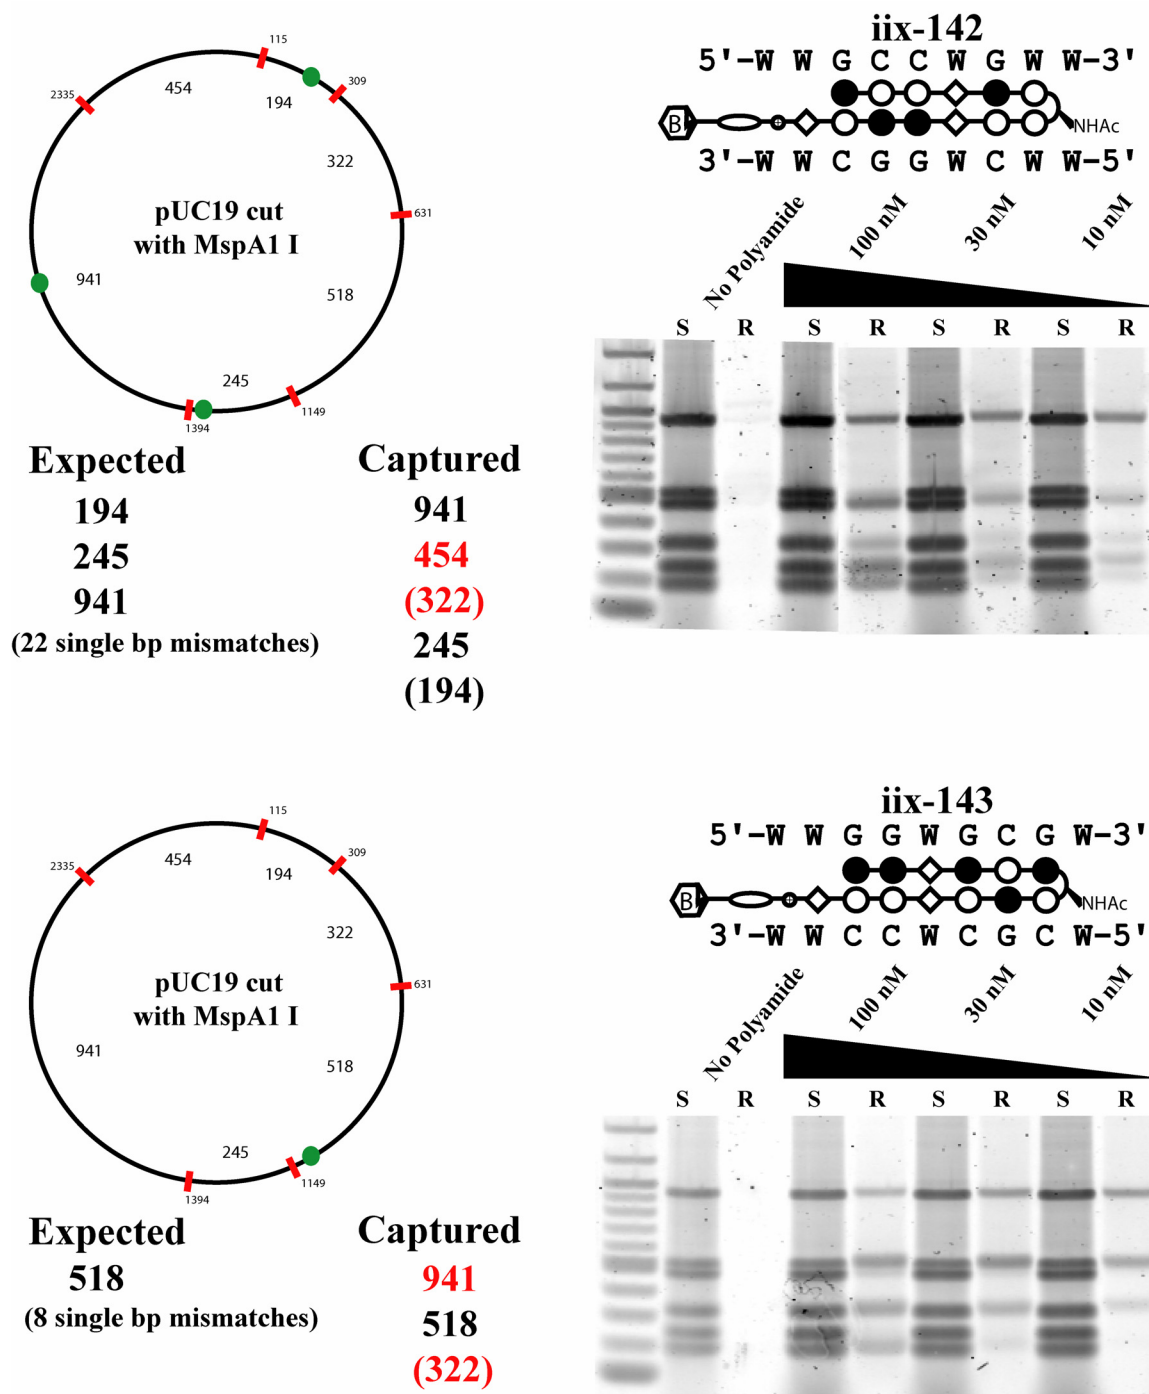 iix-142
5'-W W G C C W G W W-3'
B
NHAc
3'-W W C G G W C W W-5'
No Polyamide
100 nM
30 nM
10 nM
S R S R S R S R
115
309
631
1149
1394
2335
454
194
322
518
245
941
pUC19 cut
with MspA1 I
Expected
194
245
941
(22 single bp mismatches)
Captured
941
454
(322)
245
(194)
iix-143
5'-W W G G W G C G W-3'
B
NHAc
3'-W W C C W C G C W-5'
No Polyamide
100 nM
30 nM
10 nM
S R S R S R S R
115
309
631
1149
1394
2335
454
194
322
518
245
941
pUC19 cut
with MspA1 I
Expected
518
(8 single bp mismatches)
Captured
941
518
(322)